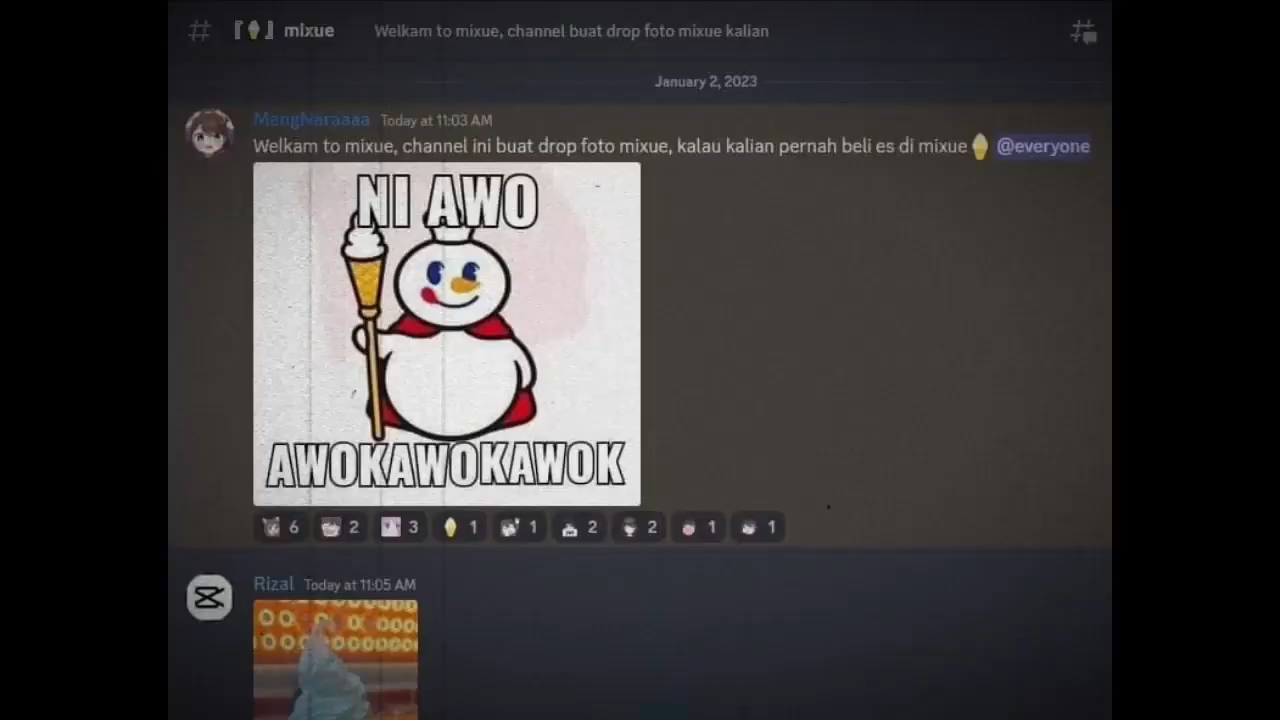 『🍦』 mixue Welkam to mixue, channel buat drop foto mixue kalian
January 2, 2023
MangNaraaaa Today at 11:03 AM
Welkam to mixue, channel ini buat drop foto mixue, kalau kalian pernah beli es di mixue🍦 @everyone
NI AWO
AWOKAWOKAWOK
6 2 3 1 1 2 2 1 1
Rizal Today at 11:05 AM